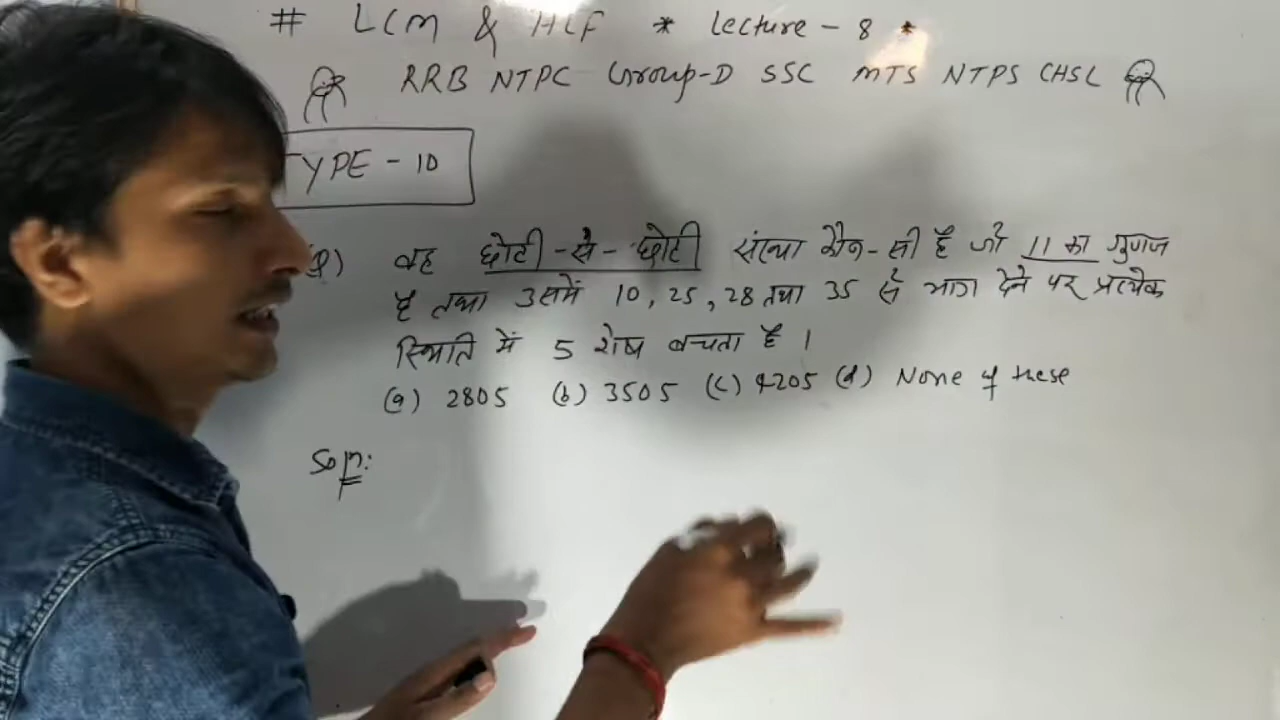 # LCM & HCF * Lecture - 8 *
RRB NTPC Group-D SSC MTS NTPS CHSL
YPE - 10
Q) वह छोटी-से-छोटी संख्या कौन-सी है जो 11 का गुणज
है तथा उसमें 10, 25, 28 तथा 35 से भाग देने पर प्रत्येक
स्थिति में 5 शेष बचता है ।
(a) 2805 (b) 3505 (c) 4205 (d) None of these
Soln: